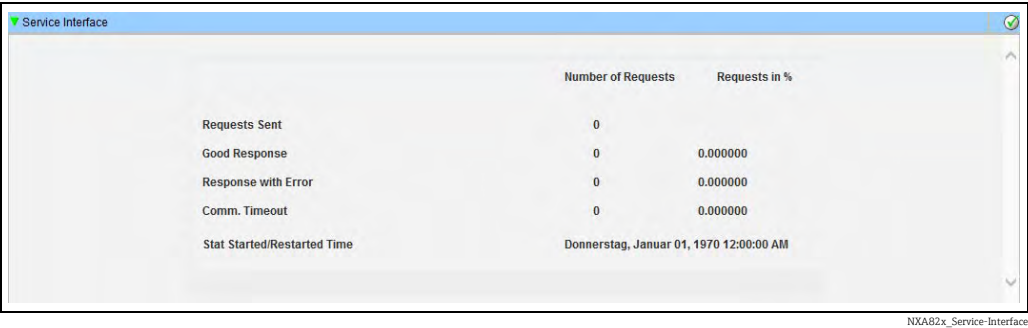 Service Interface
Number of Requests Requests in %
Requests Sent 0
Good Response 0 0.000000
Response with Error 0 0.000000
Comm. Timeout 0 0.000000
Stat Started/Restarted Time Donnerstag, Januar 01, 1970 12:00:00 AM
NXA82x_Service-Interface